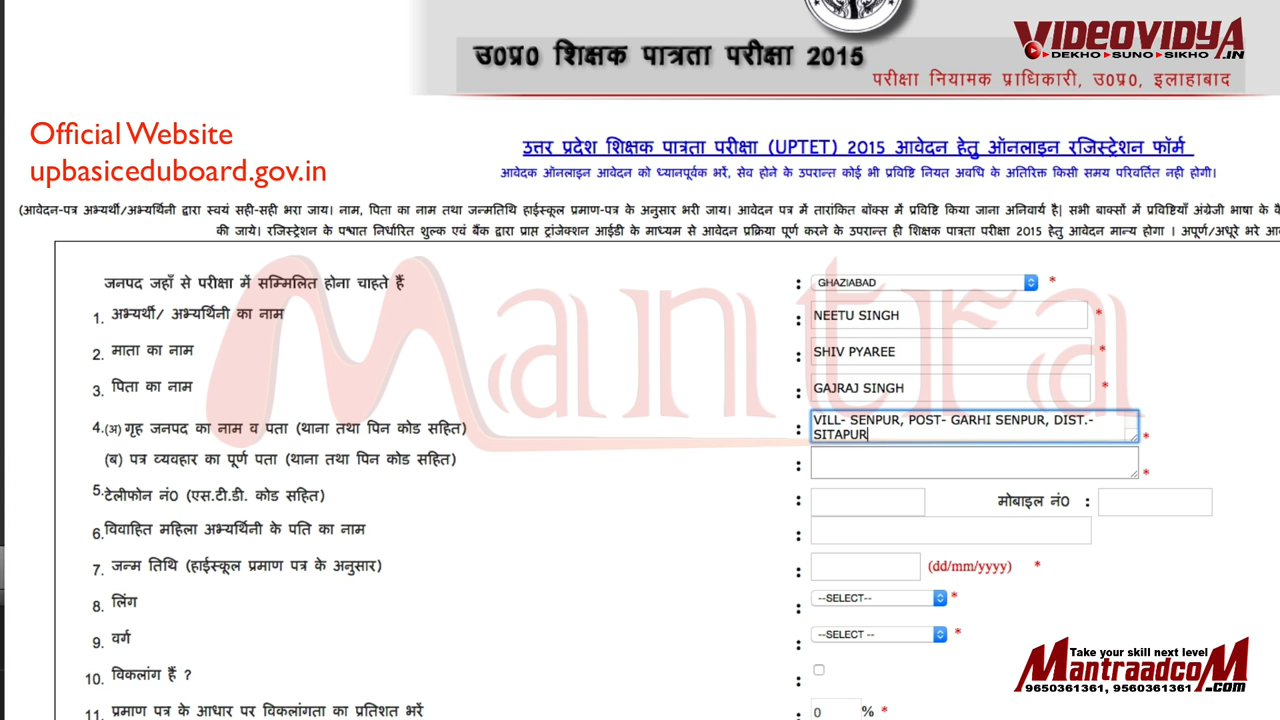 उ0प्र0 शिक्षक पात्रता परीक्षा 2015
VIDEOVIDYA
DEKHO SUNO SIKHO .IN
परीक्षा नियामक प्राधिकारी, उ0प्र0, इलाहाबाद
Official Website
upbasiceduboard.gov.in
उत्तर प्रदेश शिक्षक पात्रता परीक्षा (UPTET) 2015 आवेदन हेतु ऑनलाइन रजिस्ट्रेशन फॉर्म
आवेदक ऑनलाइन आवेदन को ध्यानपूर्वक भरें, सेव होने के उपरान्त कोई भी प्रविष्टि नियत अवधि के अतिरिक्त किसी समय परिवर्तित नही होगी।
(आवेदन-पत्र अभ्यर्थी/अभ्यर्थिनी द्वारा स्वयं सही-सही भरा जाय। नाम, पिता का नाम तथा जन्मतिथि हाईस्कूल प्रमाण-पत्र के अनुसार भरी जाय। आवेदन पत्र में तारांकित बॉक्स में प्रविष्टि किया जाना अनिवार्य है| सभी बाक्सों में प्रविष्टियाँ अंग्रेजी भाषा के
की जाये। रजिस्ट्रेशन के पश्चात निर्धारित शुल्क एवं बैंक द्वारा प्राप्त ट्रांजेक्शन आईडी के माध्यम से आवेदन प्रक्रिया पूर्ण करने के उपरान्त ही शिक्षक पात्रता परीक्षा 2015 हेतु आवेदन मान्य होगा । अपूर्ण/अधूरे भरे
Mantra
जनपद जहाँ से परीक्षा में सम्मिलित होना चाहते हैं : GHAZIABAD *
1. अभ्यर्थी/ अभ्यर्थिनी का नाम : NEETU SINGH *
2. माता का नाम : SHIV PYAREE *
3. पिता का नाम : GAJRAJ SINGH *
4.(अ) गृह जनपद का नाम व पता (थाना तथा पिन कोड सहित) : VILL- SENPUR, POST- GARHI SENPUR, DIST.-
SITAPUR *
(ब) पत्र व्यवहार का पूर्ण पता (थाना तथा पिन कोड सहित) : *
5. टेलीफोन नं0 (एस.टी.डी. कोड सहित) : मोबाइल नं0 :
6. विवाहित महिला अभ्यर्थिनी के पति का नाम :
7. जन्म तिथि (हाईस्कूल प्रमाण पत्र के अनुसार) : (dd/mm/yyyy) *
8. लिंग : --SELECT-- *
9. वर्ग : --SELECT -- *
10. विकलांग हैं ? :
11. प्रमाण पत्र के आधार पर विकलांगता का प्रतिशत भरें : 0 % *
Take your skill next level
MantraadcoM
9650361361, 9560361361 .com